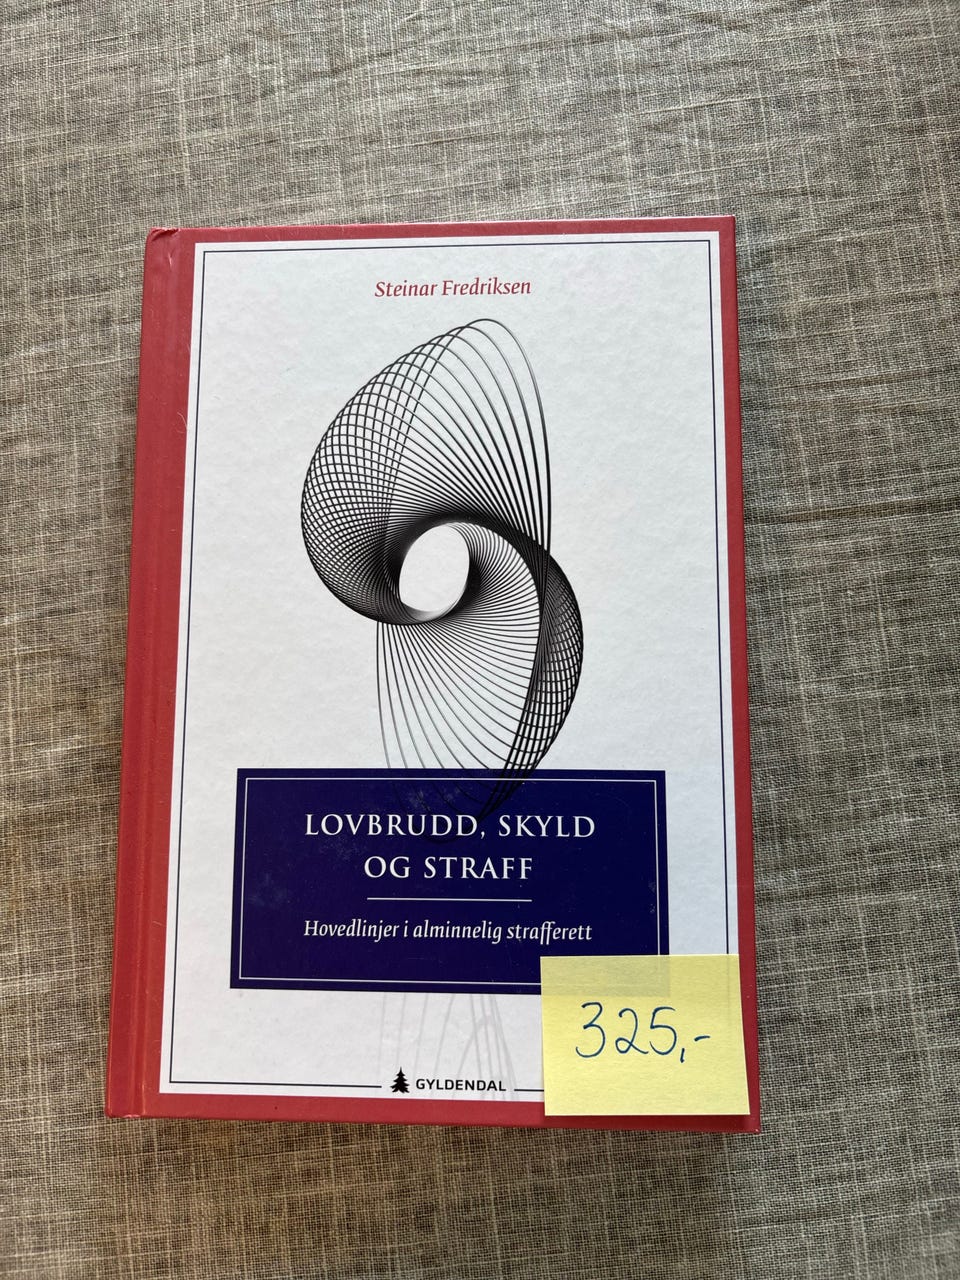 Steinar Fredriksen
LOVBRUDD, SKYLD
OG STRAFF
Hovedlinjer i alminnelig strafferett
325,-
GYLDENDAL